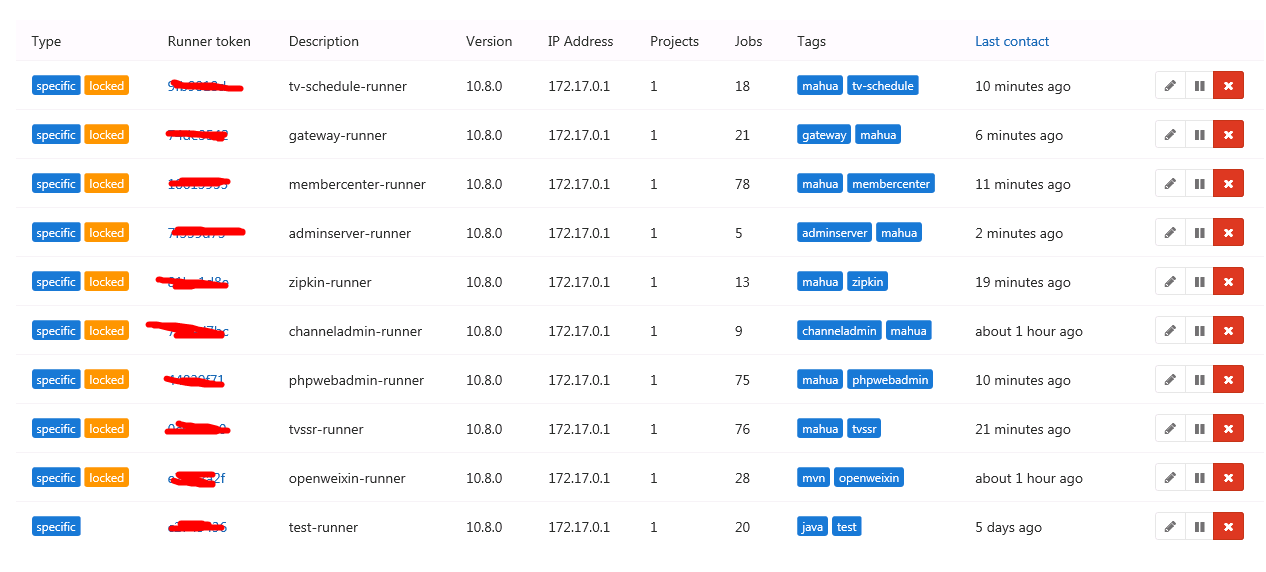 Type Runner token Description Version IP Address Projects Jobs Tags Last contact
specific locked tv-schedule-runner 10.8.0 172.17.0.1 1 18 mahua tv-schedule 10 minutes ago
specific locked gateway-runner 10.8.0 172.17.0.1 1 21 gateway mahua 6 minutes ago
specific locked membercenter-runner 10.8.0 172.17.0.1 1 78 mahua membercenter 11 minutes ago
specific locked adminserver-runner 10.8.0 172.17.0.1 1 5 adminserver mahua 2 minutes ago
specific locked zipkin-runner 10.8.0 172.17.0.1 1 13 mahua zipkin 19 minutes ago
specific locked channeladmin-runner 10.8.0 172.17.0.1 1 9 channeladmin mahua about 1 hour ago
specific locked phpwebadmin-runner 10.8.0 172.17.0.1 1 75 mahua phpwebadmin 10 minutes ago
specific locked tvssr-runner 10.8.0 172.17.0.1 1 76 mahua tvssr 21 minutes ago
specific locked openweixin-runner 10.8.0 172.17.0.1 1 28 mvn openweixin about 1 hour ago
specific test-runner 10.8.0 172.17.0.1 1 20 java test 5 days ago